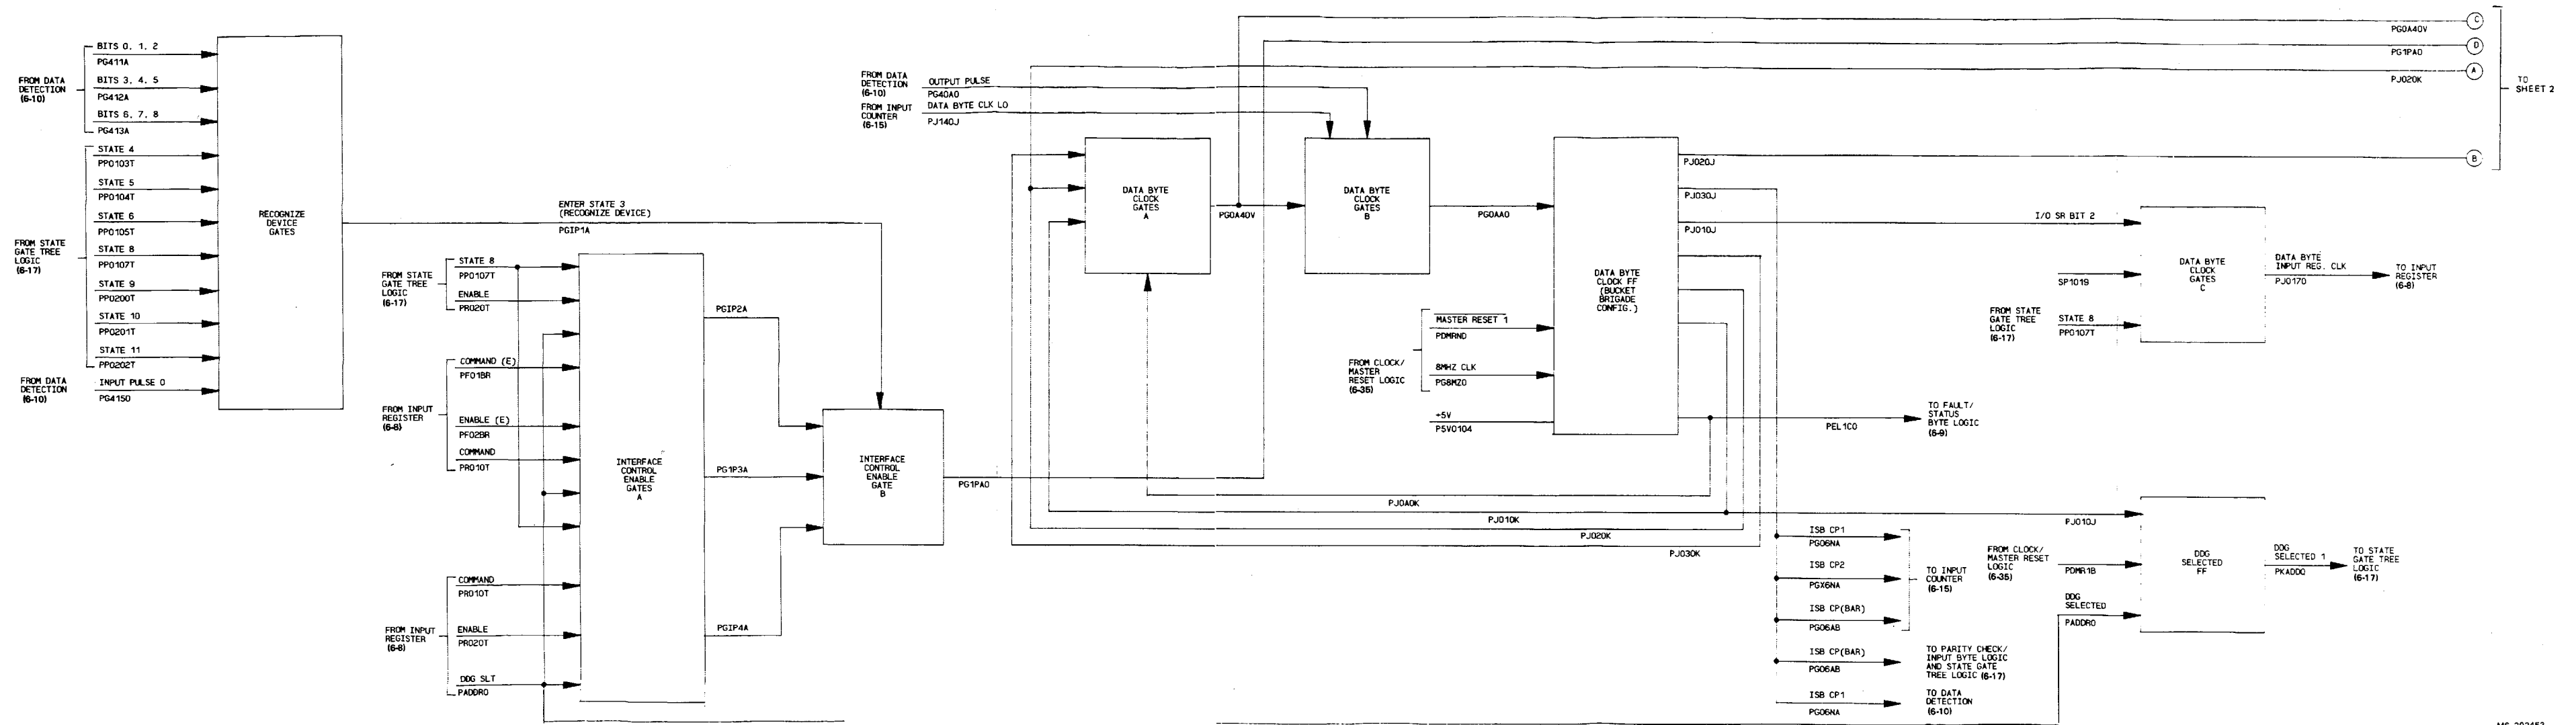 FROM DATA
DETECTION
(6-10)
BITS 0, 1, 2
PG411A
BITS 3, 4, 5
PG412A
BITS 6, 7, 8
PG413A
FROM STATE
GATE TREE
LOGIC
(6-17)
STATE 4
PP0103T
STATE 5
PP0104T
STATE 6
PP0105T
STATE 8
PP0107T
STATE 9
PP0200T
STATE 10
PP0201T
STATE 11
PP0202T
FROM DATA
DETECTION
(6-10)
INPUT PULSE 0
PG4150
RECOGNIZE
DEVICE
GATES
ENTER STATE 3
(RECOGNIZE DEVICE)
PGIP1A
FROM STATE
GATE TREE
LOGIC
(6-17)
STATE 8
PP0107T
ENABLE
PR020T
FROM INPUT
REGISTER
(6-8)
COMMAND (E)
PF01BR
ENABLE (E)
PF02BR
COMMAND
PR010T
FROM INPUT
REGISTER
(6-8)
COMMAND
PR010T
ENABLE
PR020T
DDG SLT
PADDR0
INTERFACE
CONTROL
ENABLE
GATES
A
PGIP2A
PG1P3A
PGIP4A
INTERFACE
CONTROL
ENABLE
GATE
B
PG1PA0
FROM DATA
DETECTION
(6-10)
OUTPUT PULSE
PG40A0
FROM INPUT
COUNTER
(6-15)
DATA BYTE CLK LO
PJ140J
DATA BYTE
CLOCK
GATES
A
PG0A40V
DATA BYTE
CLOCK
GATES
B
PG0AA0
FROM CLOCK/
MASTER
RESET LOGIC
(6-35)
MASTER RESET 1
PDMRND
8MHZ CLK
PG8MZ0
+5V
P5V0104
DATA BYTE
CLOCK FF
(BUCKET
BRIGADE
CONFIG.)
PJ0A0K
PJ010K
PJ020K
PJ030K
PG0A40V
C
PG1PA0
D
PJ020K
A
PJ020J
B
TO
SHEET 2
PJ030J
PJ010J
I/O SR BIT 2
SP1019
FROM STATE
GATE TREE
LOGIC
(6-17)
STATE 8
PP0107T
DATA BYTE
CLOCK
GATES
C
DATA BYTE
INPUT REG. CLK
PJ0170
TO INPUT
REGISTER
(6-8)
PEL1C0
TO FAULT/
STATUS
BYTE LOGIC
(6-9)
ISB CP1
PG06NA
ISB CP2
PGX6NA
ISB CP(BAR)
PG06AB
TO INPUT
COUNTER
(6-15)
ISB CP(BAR)
PG06AB
TO PARITY CHECK/
INPUT BYTE LOGIC
AND STATE GATE
TREE LOGIC (6-17)
ISB CP1
PG06NA
TO DATA
DETECTION
(6-10)
PJ010J
FROM CLOCK/
MASTER RESET
LOGIC
(6-35)
PDMR1B
DDG
SELECTED
PADDR0
DDG
SELECTED
FF
DDG
SELECTED 1
PKADDQ
TO STATE
GATE TREE
LOGIC
(6-17)